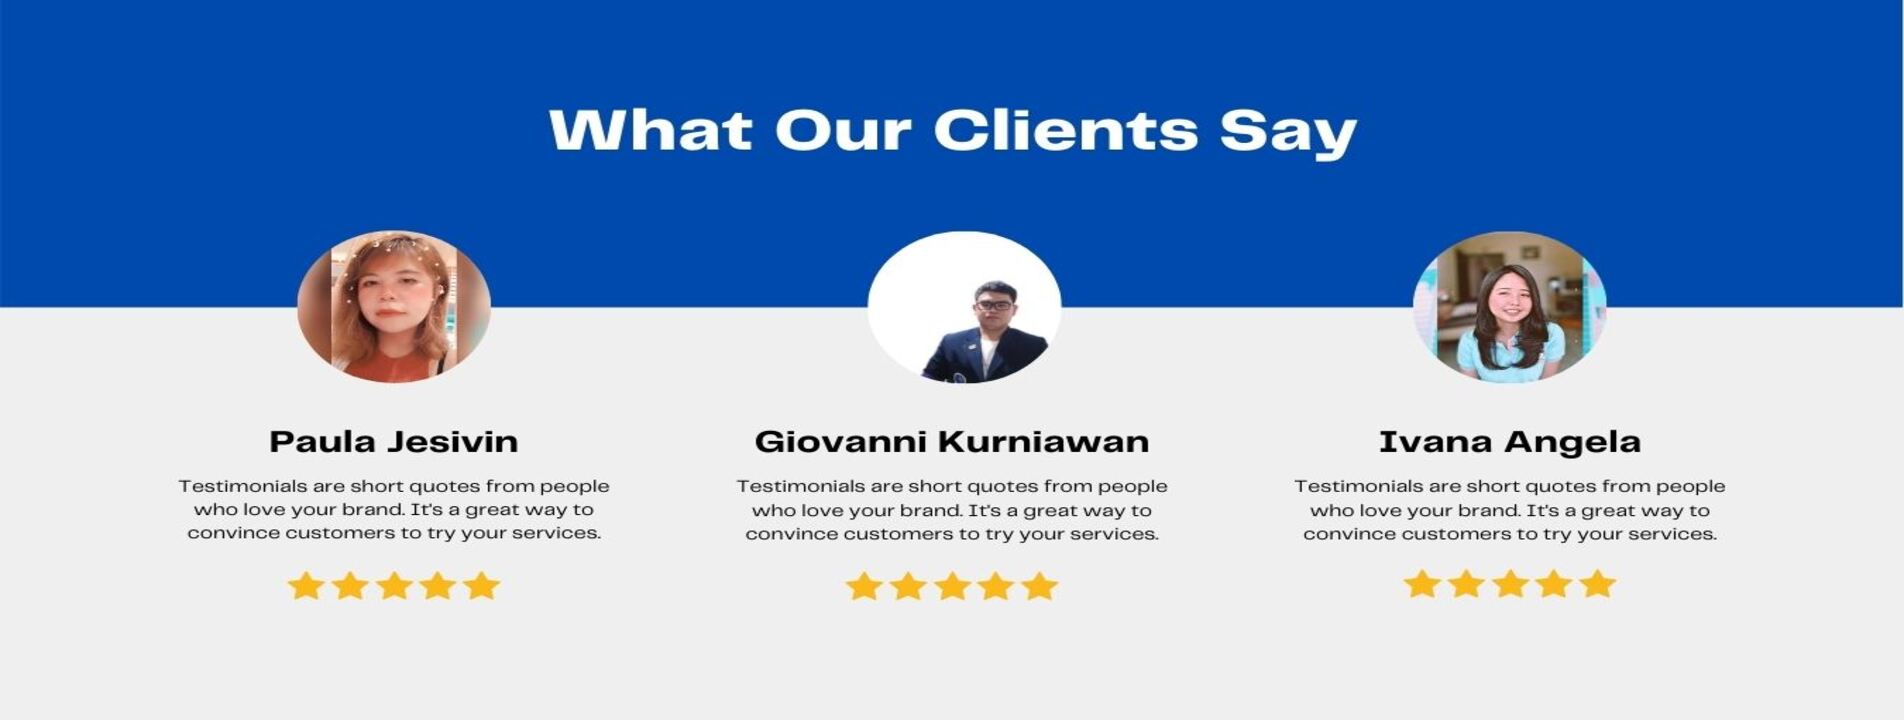 What Our Clients Say
Paula Jesivin
Testimonials are short quotes from people
who love your brand. It's a great way to
convince customers to try your services.
Giovanni Kurniawan
Testimonials are short quotes from people
who love your brand. It's a great way to
convince customers to try your services.
Ivana Angela
Testimonials are short quotes from people
who love your brand. It's a great way to
convince customers to try your services.